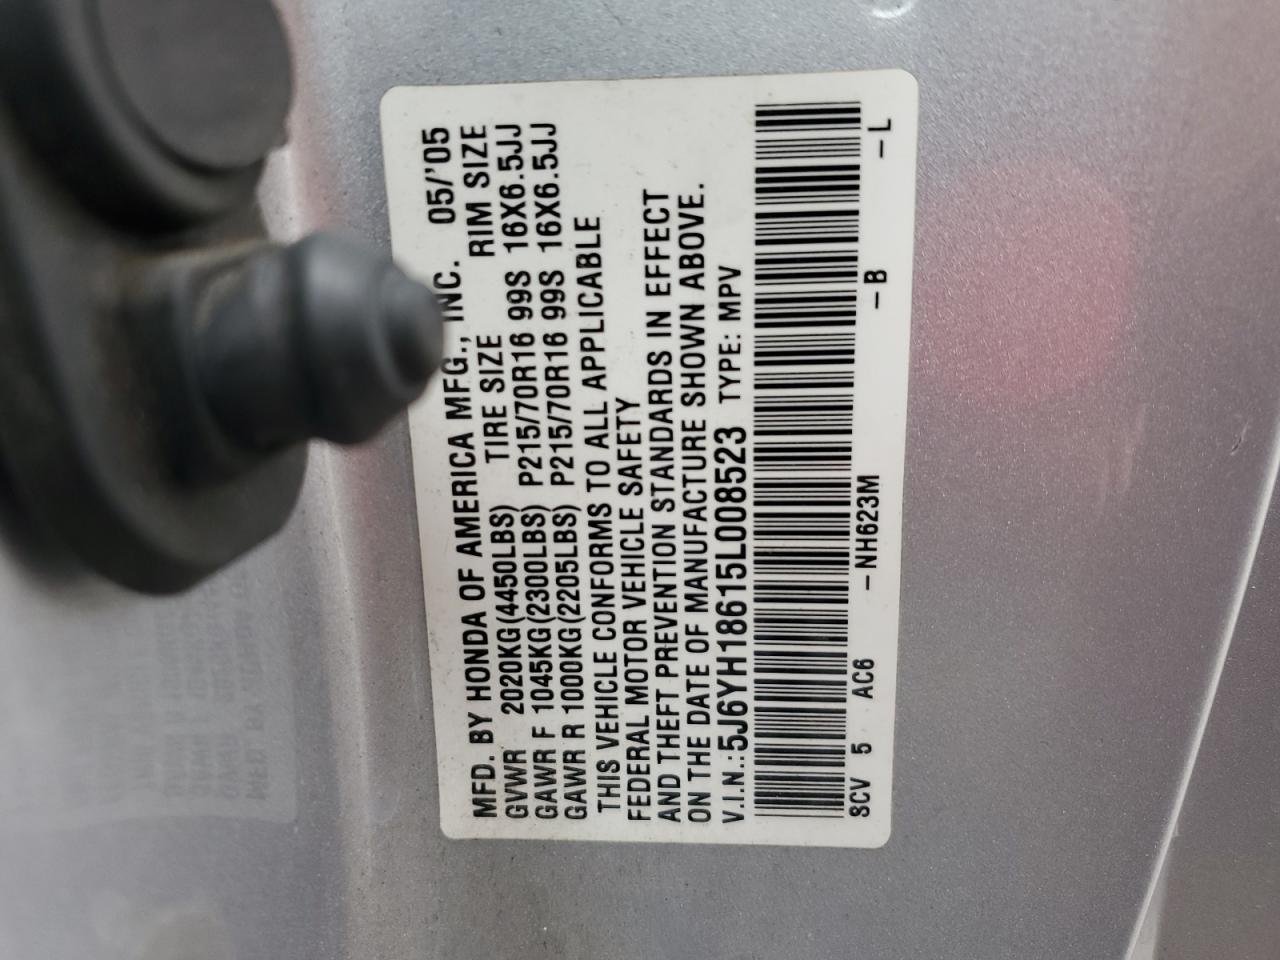 MFD. BY HONDA OF AMERICA MFG., INC. 05/'05
GVWR 2020KG(4450LBS) TIRE SIZE RIM SIZE
GAWR F 1045KG(2300LBS) P215/70R16 99S 16X6.5JJ
GAWR R 1000KG(2205LBS) P215/70R16 99S 16X6.5JJ
THIS VEHICLE CONFORMS TO ALL APPLICABLE
FEDERAL MOTOR VEHICLE SAFETY
AND THEFT PREVENTION STANDARDS IN EFFECT
ON THE DATE OF MANUFACTURE SHOWN ABOVE.
V.I.N.:5J6YH18615L008523 TYPE: MPV
8CV 5 AC6 -NH623M -B -L